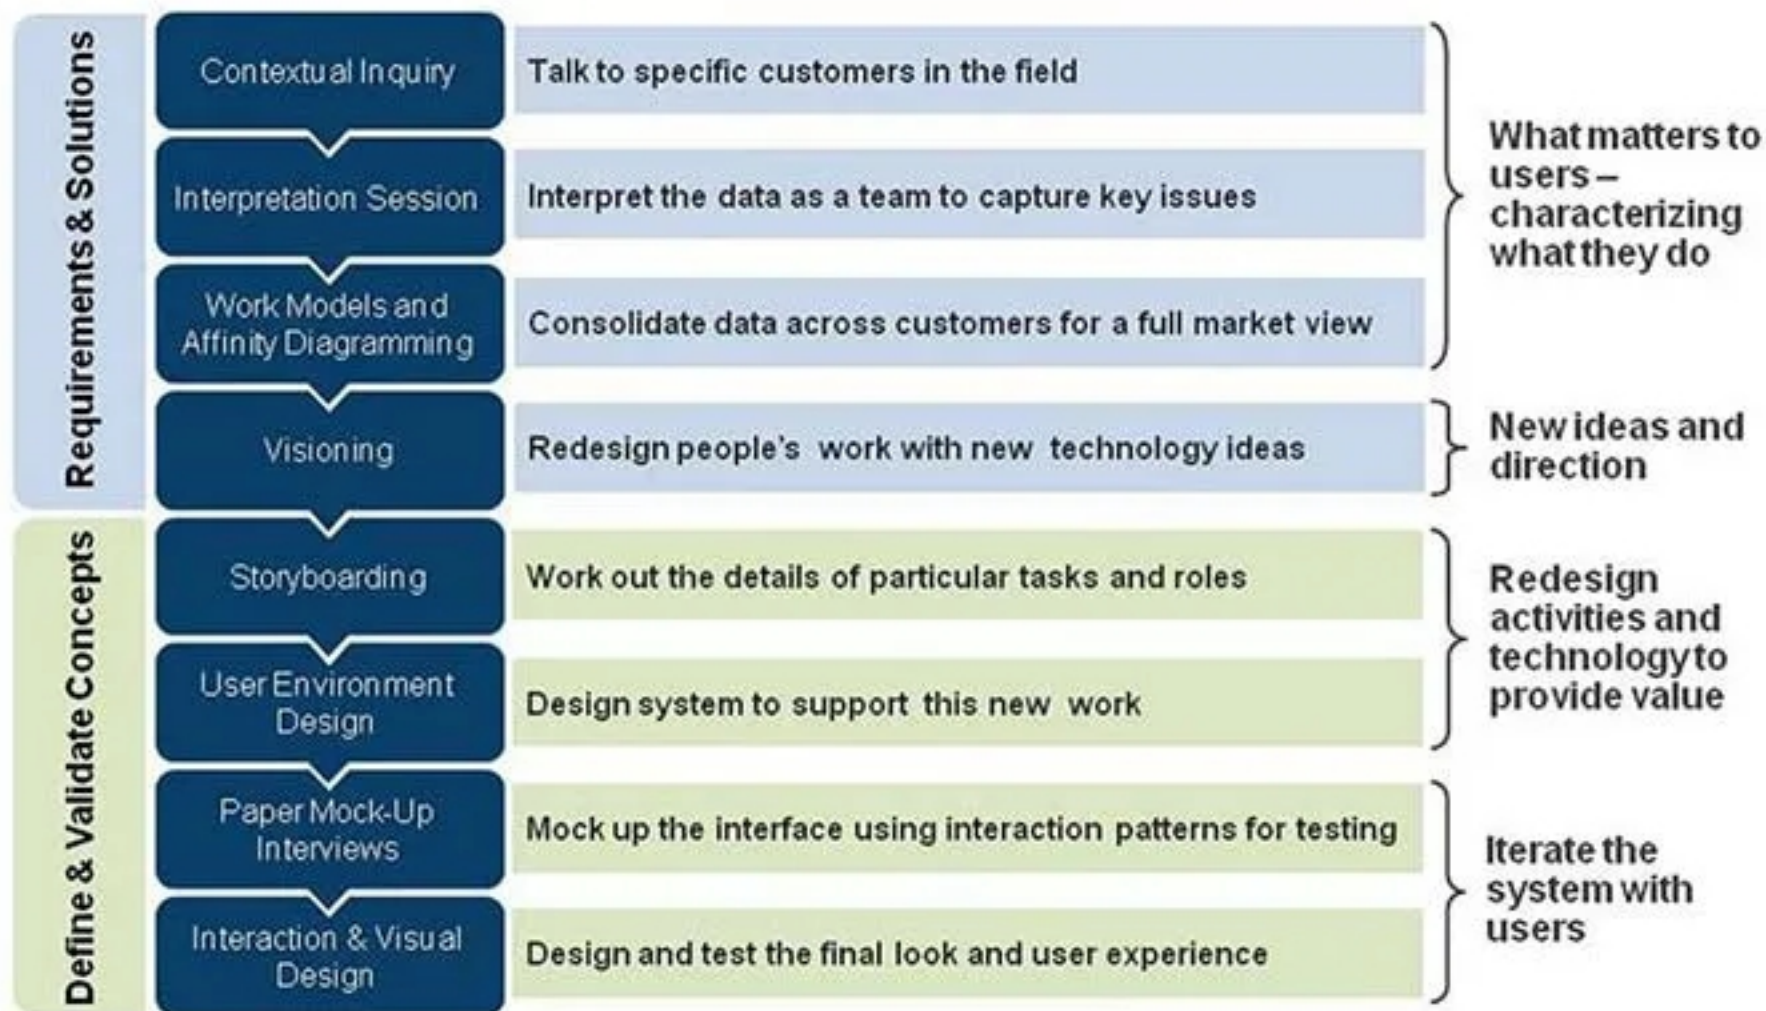 Requirements & Solutions
Contextual Inquiry
Talk to specific customers in the field
Interpretation Session
Interpret the data as a team to capture key issues
Work Models and
Affinity Diagramming
Consolidate data across customers for a full market view
What matters to
users –
characterizing
what they do
Visioning
Redesign people's work with new technology ideas
New ideas and
direction
Define & Validate Concepts
Storyboarding
Work out the details of particular tasks and roles
User Environment
Design
Design system to support this new work
Redesign
activities and
technology to
provide value
Paper Mock-Up
Interviews
Mock up the interface using interaction patterns for testing
Interaction & Visual
Design
Design and test the final look and user experience
Iterate the
system with
users